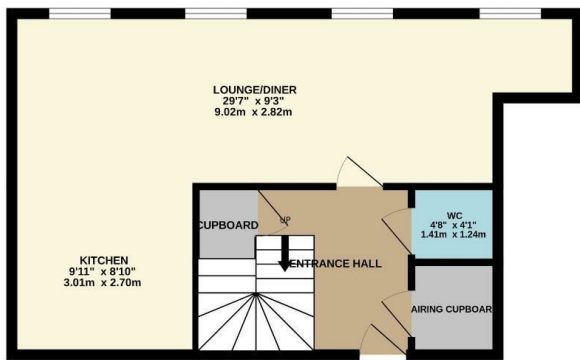 LOUNGE/DINER
29'7" x 9'3"
9.02m x 2.82m
CUPBOARD
UP
WC
4'8" x 4'1"
1.41m x 1.24m
KITCHEN
9'11" x 8'10"
3.01m x 2.70m
ENTRANCE HALL
AIRING CUPBOAR